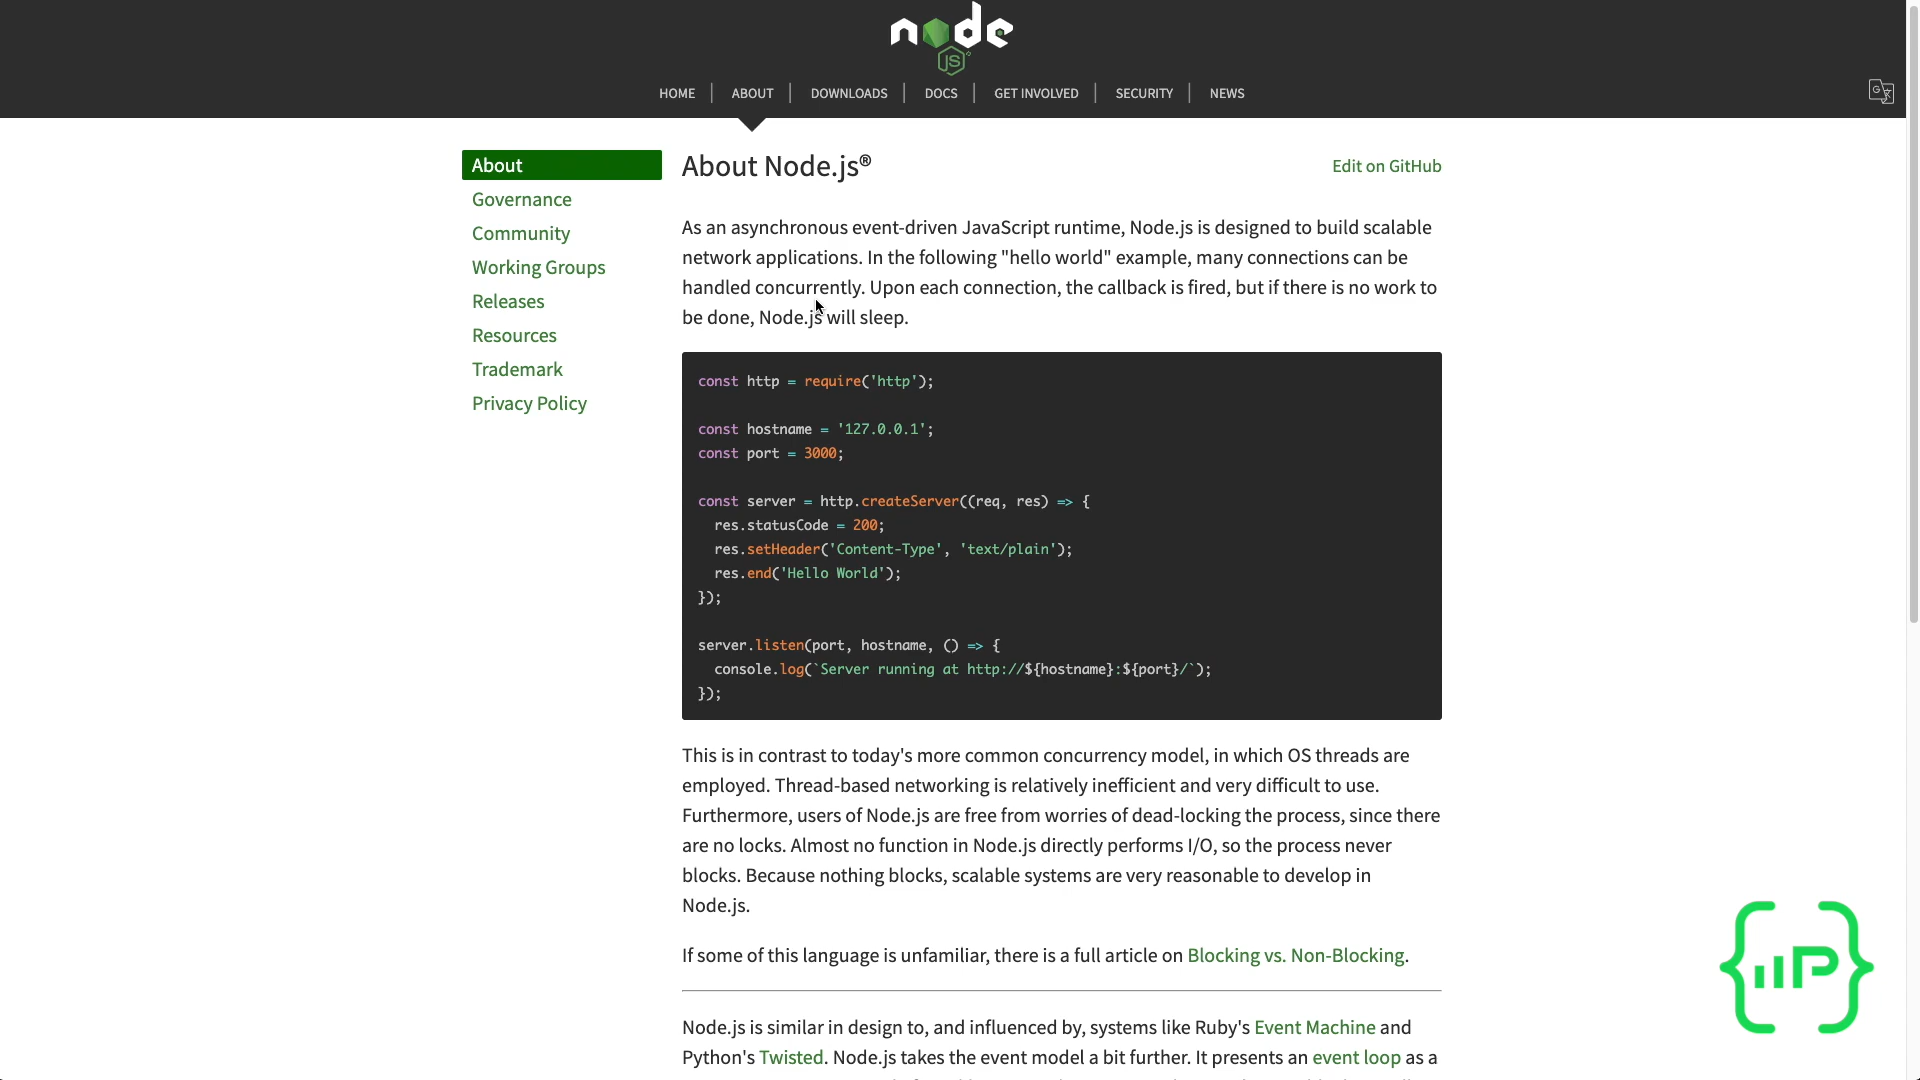 node
JS
HOME
ABOUT
DOWNLOADS
DOCS
GET INVOLVED
SECURITY
NEWS
About
Governance
Community
Working Groups
Releases
Resources
Trademark
Privacy Policy
About Node.js®
Edit on GitHub
As an asynchronous event-driven JavaScript runtime, Node.js is designed to build scalable
network applications. In the following "hello world" example, many connections can be
handled concurrently. Upon each connection, the callback is fired, but if there is no work to
be done, Node.js will sleep.
const http = require('http');
const hostname = '127.0.0.1';
const port = 3000;
const server = http.createServer((req, res) => {
  res.statusCode = 200;
  res.setHeader('Content-Type', 'text/plain');
  res.end('Hello World');
});
server.listen(port, hostname, () => {
  console.log(`Server running at http://${hostname}:${port}/`);
});
This is in contrast to today's more common concurrency model, in which OS threads are
employed. Thread-based networking is relatively inefficient and very difficult to use.
Furthermore, users of Node.js are free from worries of dead-locking the process, since there
are no locks. Almost no function in Node.js directly performs I/O, so the process never
blocks. Because nothing blocks, scalable systems are very reasonable to develop in
Node.js.
If some of this language is unfamiliar, there is a full article on Blocking vs. Non-Blocking.
Node.js is similar in design to, and influenced by, systems like Ruby's Event Machine and
Python's Twisted. Node.js takes the event model a bit further. It presents an event loop as a